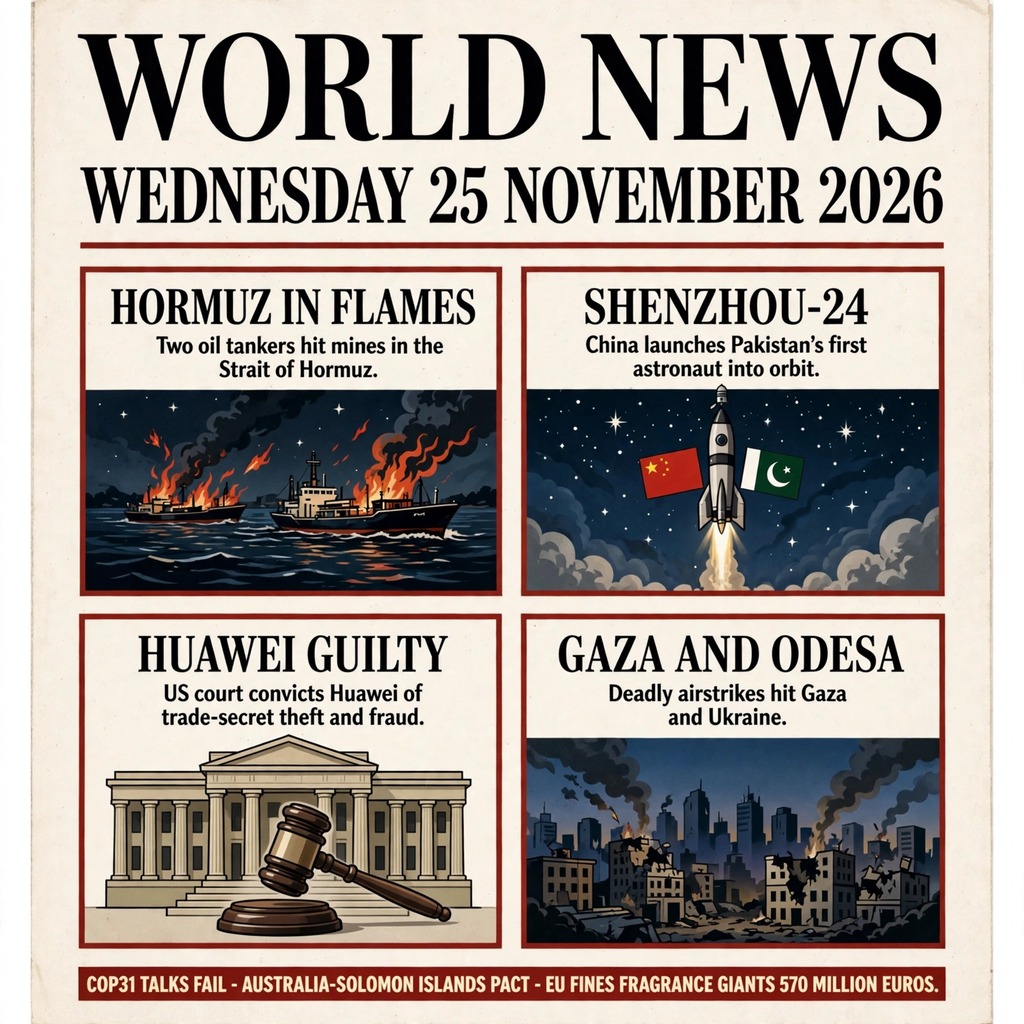 WORLD NEWS
WEDNESDAY 25 NOVEMBER 2026
HORMUZ IN FLAMES
Two oil tankers hit mines in the
Strait of Hormuz.
SHENZHOU-24
China launches Pakistan's first
astronaut into orbit.
HUAWEI GUILTY
US court convicts Huawei of
trade-secret theft and fraud.
GAZA AND ODESA
Deadly airstrikes hit Gaza
and Ukraine.
COP31 TALKS FAIL - AUSTRALIA-SOLOMON ISLANDS PACT - EU FINES FRAGRANCE GIANTS 570 MILLION EUROS.